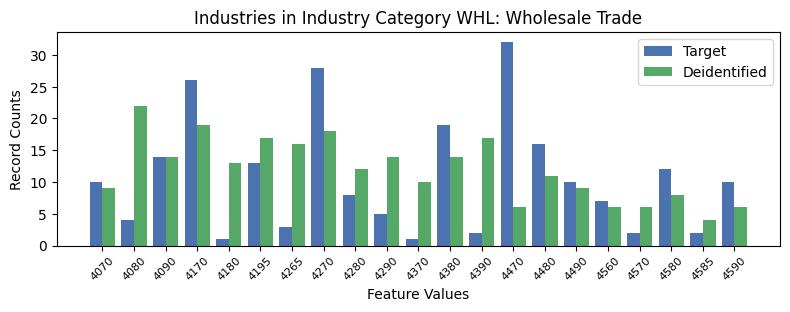 Industries in Industry Category WHL: Wholesale Trade
Target
Deidentified
Record Counts
30
25
20
15
10
5
0
4070 4080 4090 4170 4180 4195 4265 4270 4280 4290 4370 4380 4390 4470 4480 4490 4560 4570 4580 4585 4590
Feature Values